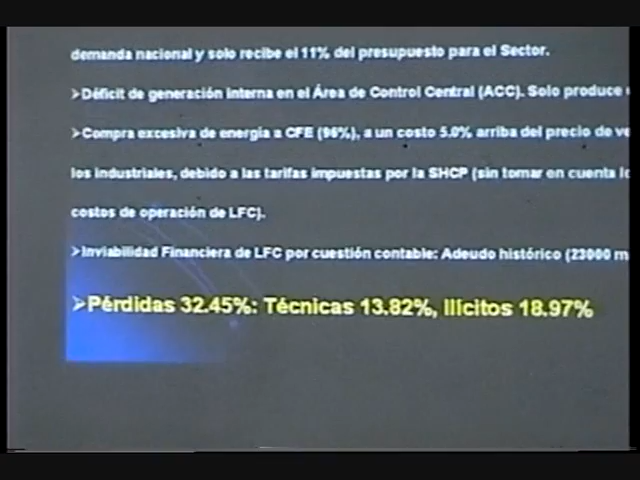 demanda nacional y solo recibe el 11% del presupuesto para el Sector.
➢Déficit de generación interna en el Área de Control Central (ACC). Solo produce
➢Compra excesiva de energía a CFE (96%), a un costo 5.0% arriba del precio de ve
los industriales, debido a las tarifas impuestas por la SHCP (sin tomar en cuenta lo
costos de operación de LFC).
➢Inviabilidad Financiera de LFC por cuestión contable: Adeudo histórico (23000 m
➢Pérdidas 32.45%: Técnicas 13.82%, Ilícitos 18.97%